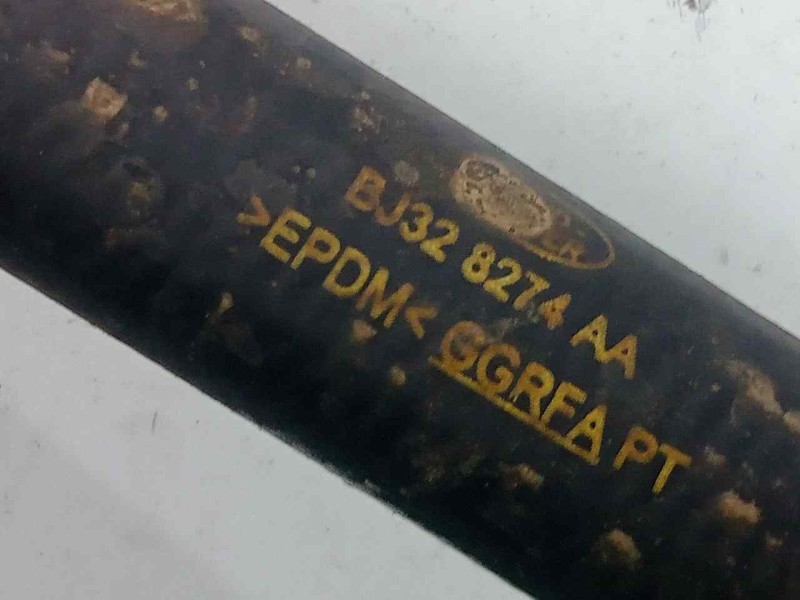 BJ32 8274 AA
>EPDM< GGRFA PT